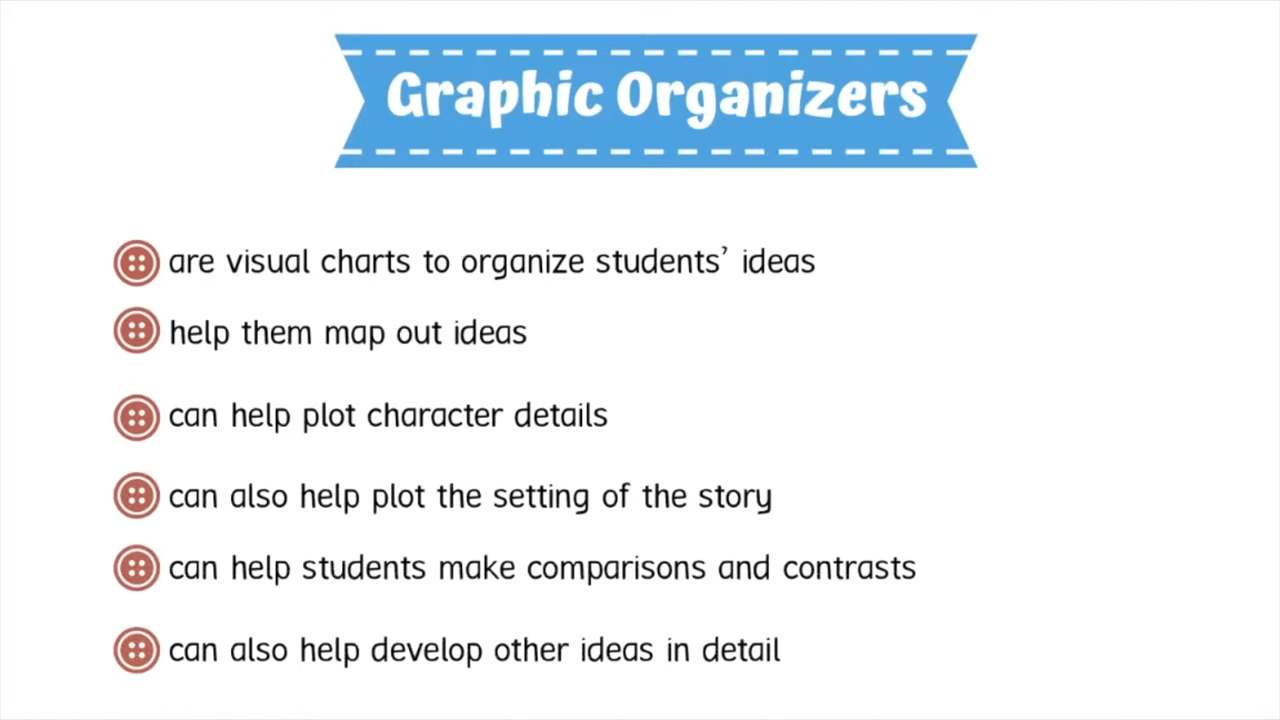 Graphic Organizers
are visual charts to organize students’ ideas
help them map out ideas
can help plot character details
can also help plot the setting of the story
can help students make comparisons and contrasts
can also help develop other ideas in detail